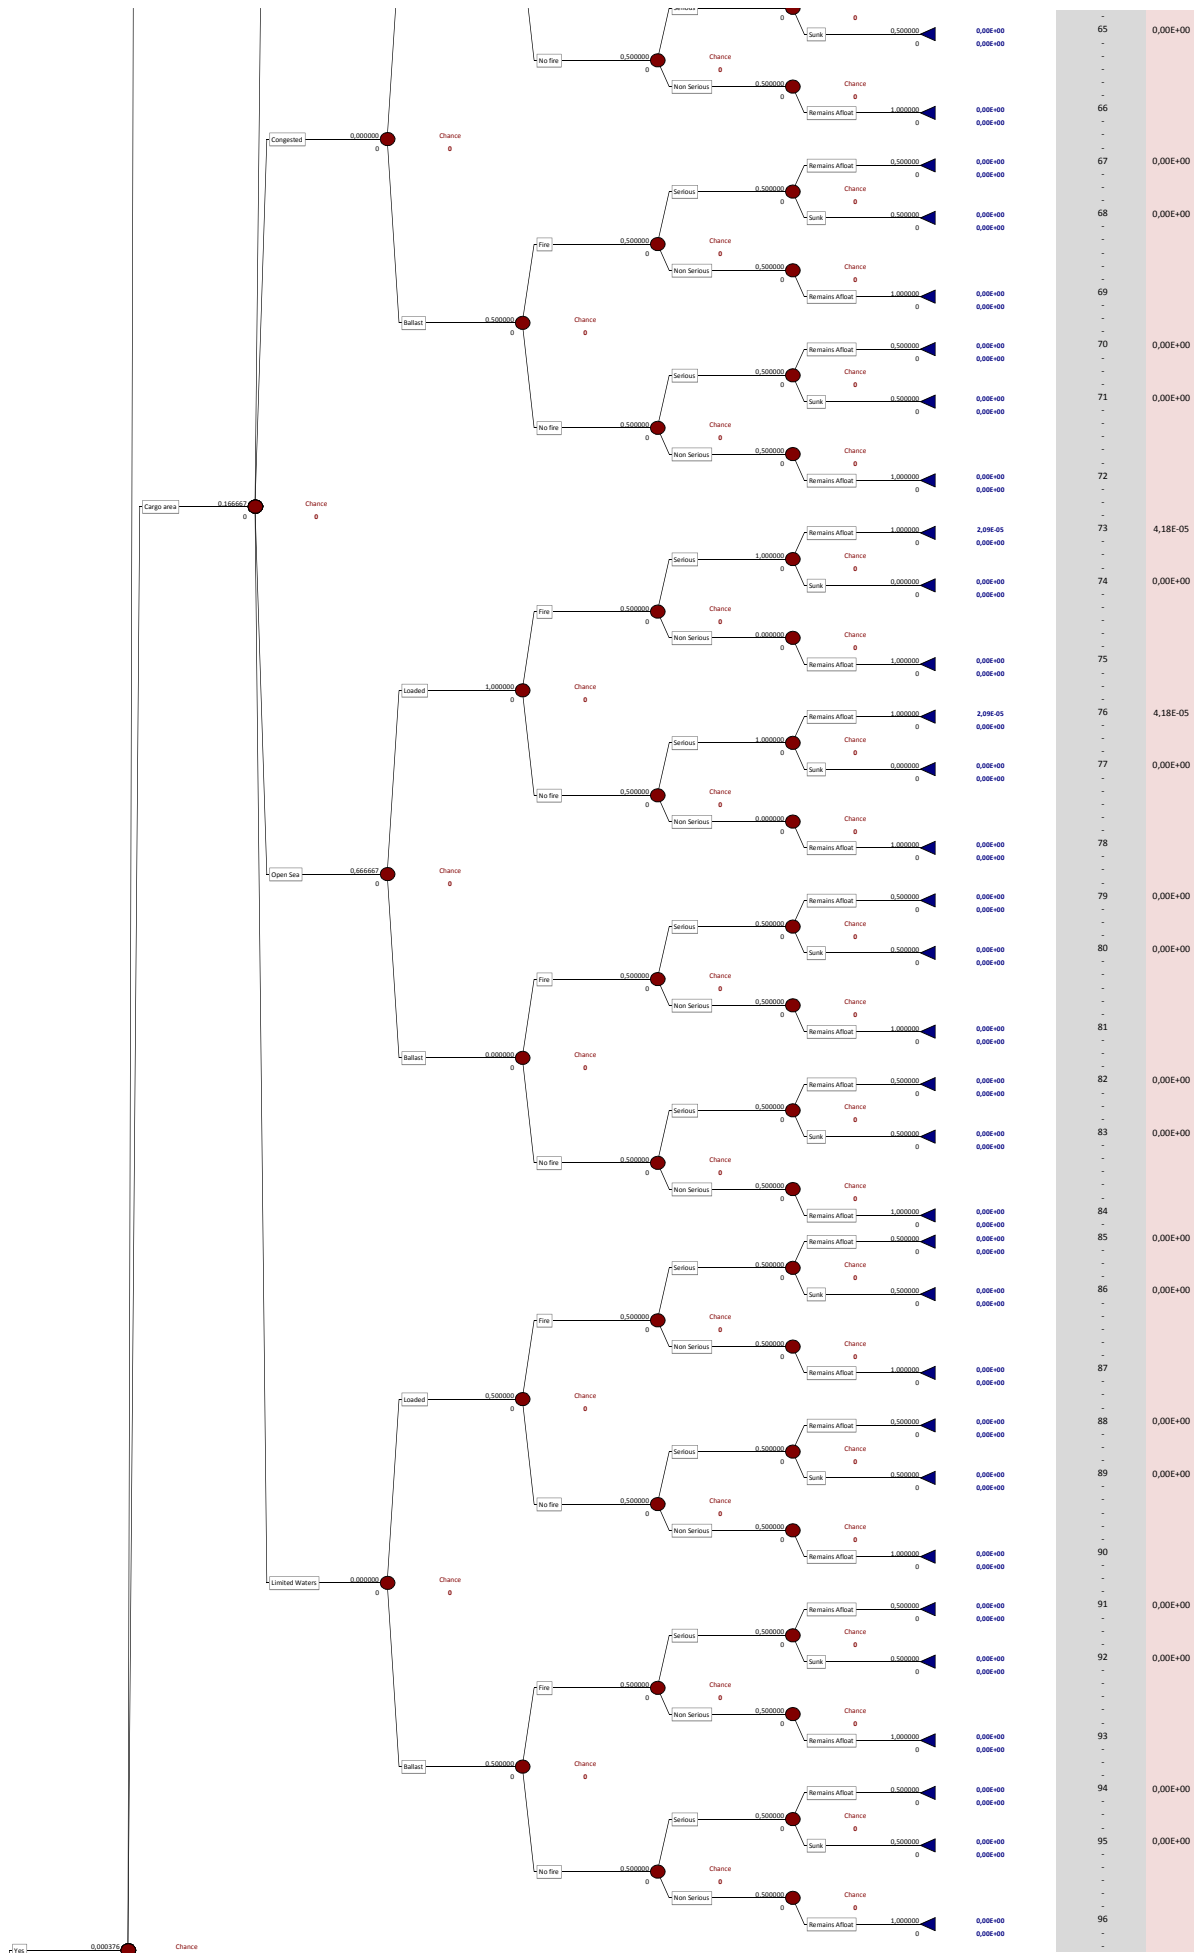 -
0
Chance
0
0,500000
0,00E+00
65
0,00E+00
Sunk
0
0,00E+00
-
No fire
0,500000
Chance
-
0
0
-
Non Serious
0,500000
Chance
-
0
0
-
Remains Afloat
1,000000
0,00E+00
66
0
0,00E+00
-
Congested
0,000000
Chance
-
0
0
-
Remains Afloat
0,500000
0,00E+00
67
0,00E+00
0
0,00E+00
-
Serious
0,500000
Chance
-
0
0
-
Sunk
0,500000
0,00E+00
68
0,00E+00
0
0,00E+00
-
Fire
0,500000
Chance
-
0
0
-
Non Serious
0,500000
Chance
-
0
0
-
Remains Afloat
1,000000
0,00E+00
69
0
0,00E+00
-
Ballast
0,500000
Chance
-
0
0
-
Remains Afloat
0,500000
0,00E+00
70
0,00E+00
0
0,00E+00
-
Serious
0,500000
Chance
-
0
0
-
Sunk
0,500000
0,00E+00
71
0,00E+00
0
0,00E+00
-
No fire
0,500000
Chance
-
0
0
-
Non Serious
0,500000
Chance
-
0
0
-
Remains Afloat
1,000000
0,00E+00
72
0
0,00E+00
-
Cargo area
0,166667
Chance
-
0
0
-
Remains Afloat
1,000000
2,09E-05
73
4,18E-05
0
0,00E+00
-
Serious
1,000000
Chance
-
0
0
-
Sunk
0,000000
0,00E+00
74
0,00E+00
0
0,00E+00
-
Fire
0,500000
Chance
-
0
0
-
Non Serious
0,000000
Chance
-
0
0
-
Remains Afloat
1,000000
0,00E+00
75
0
0,00E+00
-
Loaded
1,000000
Chance
-
0
0
-
Remains Afloat
1,000000
2,09E-05
76
4,18E-05
0
0,00E+00
-
Serious
1,000000
Chance
-
0
0
-
Sunk
0,000000
0,00E+00
77
0,00E+00
0
0,00E+00
-
No fire
0,500000
Chance
-
0
0
-
Non Serious
0,000000
Chance
-
0
0
-
Remains Afloat
1,000000
0,00E+00
78
0
0,00E+00
-
Open Sea
0,666667
Chance
-
0
0
-
Remains Afloat
0,500000
0,00E+00
79
0,00E+00
0
0,00E+00
-
Serious
0,500000
Chance
-
0
0
-
Sunk
0,500000
0,00E+00
80
0,00E+00
0
0,00E+00
-
Fire
0,500000
Chance
-
0
0
-
Non Serious
0,500000
Chance
-
0
0
-
Remains Afloat
1,000000
0,00E+00
81
0
0,00E+00
-
Ballast
0,000000
Chance
-
0
0
-
Remains Afloat
0,500000
0,00E+00
82
0,00E+00
0
0,00E+00
-
Serious
0,500000
Chance
-
0
0
-
Sunk
0,500000
0,00E+00
83
0,00E+00
0
0,00E+00
-
No fire
0,500000
Chance
-
0
0
-
Non Serious
0,500000
Chance
-
0
0
-
Remains Afloat
1,000000
0,00E+00
84
0
0,00E+00
-
Remains Afloat
0,500000
0,00E+00
85
0,00E+00
0
0,00E+00
-
Serious
0,500000
Chance
-
0
0
-
Sunk
0,500000
0,00E+00
86
0,00E+00
0
0,00E+00
-
Fire
0,500000
Chance
-
0
0
-
Non Serious
0,500000
Chance
-
0
0
-
Remains Afloat
1,000000
0,00E+00
87
0
0,00E+00
-
Loaded
0,500000
Chance
-
0
0
-
Remains Afloat
0,500000
0,00E+00
88
0,00E+00
0
0,00E+00
-
Serious
0,500000
Chance
-
0
0
-
Sunk
0,500000
0,00E+00
89
0,00E+00
0
0,00E+00
-
No fire
0,500000
Chance
-
0
0
-
Non Serious
0,500000
Chance
-
0
0
-
Remains Afloat
1,000000
0,00E+00
90
0
0,00E+00
-
Limited Waters
0,000000
Chance
-
0
0
-
Remains Afloat
0,500000
0,00E+00
91
0,00E+00
0
0,00E+00
-
Serious
0,500000
Chance
-
0
0
-
Sunk
0,500000
0,00E+00
92
0,00E+00
0
0,00E+00
-
Fire
0,500000
Chance
-
0
0
-
Non Serious
0,500000
Chance
-
0
0
-
Remains Afloat
1,000000
0,00E+00
93
0
0,00E+00
-
Ballast
0,500000
Chance
-
0
0
-
Remains Afloat
0,500000
0,00E+00
94
0,00E+00
0
0,00E+00
-
Serious
0,500000
Chance
-
0
0
-
Sunk
0,500000
0,00E+00
95
0,00E+00
0
0,00E+00
-
No fire
0,500000
Chance
-
0
0
-
Non Serious
0,500000
Chance
-
0
0
-
Remains Afloat
1,000000
0,00E+00
96
0
0,00E+00
-
Yes
0,000376
Chance
-